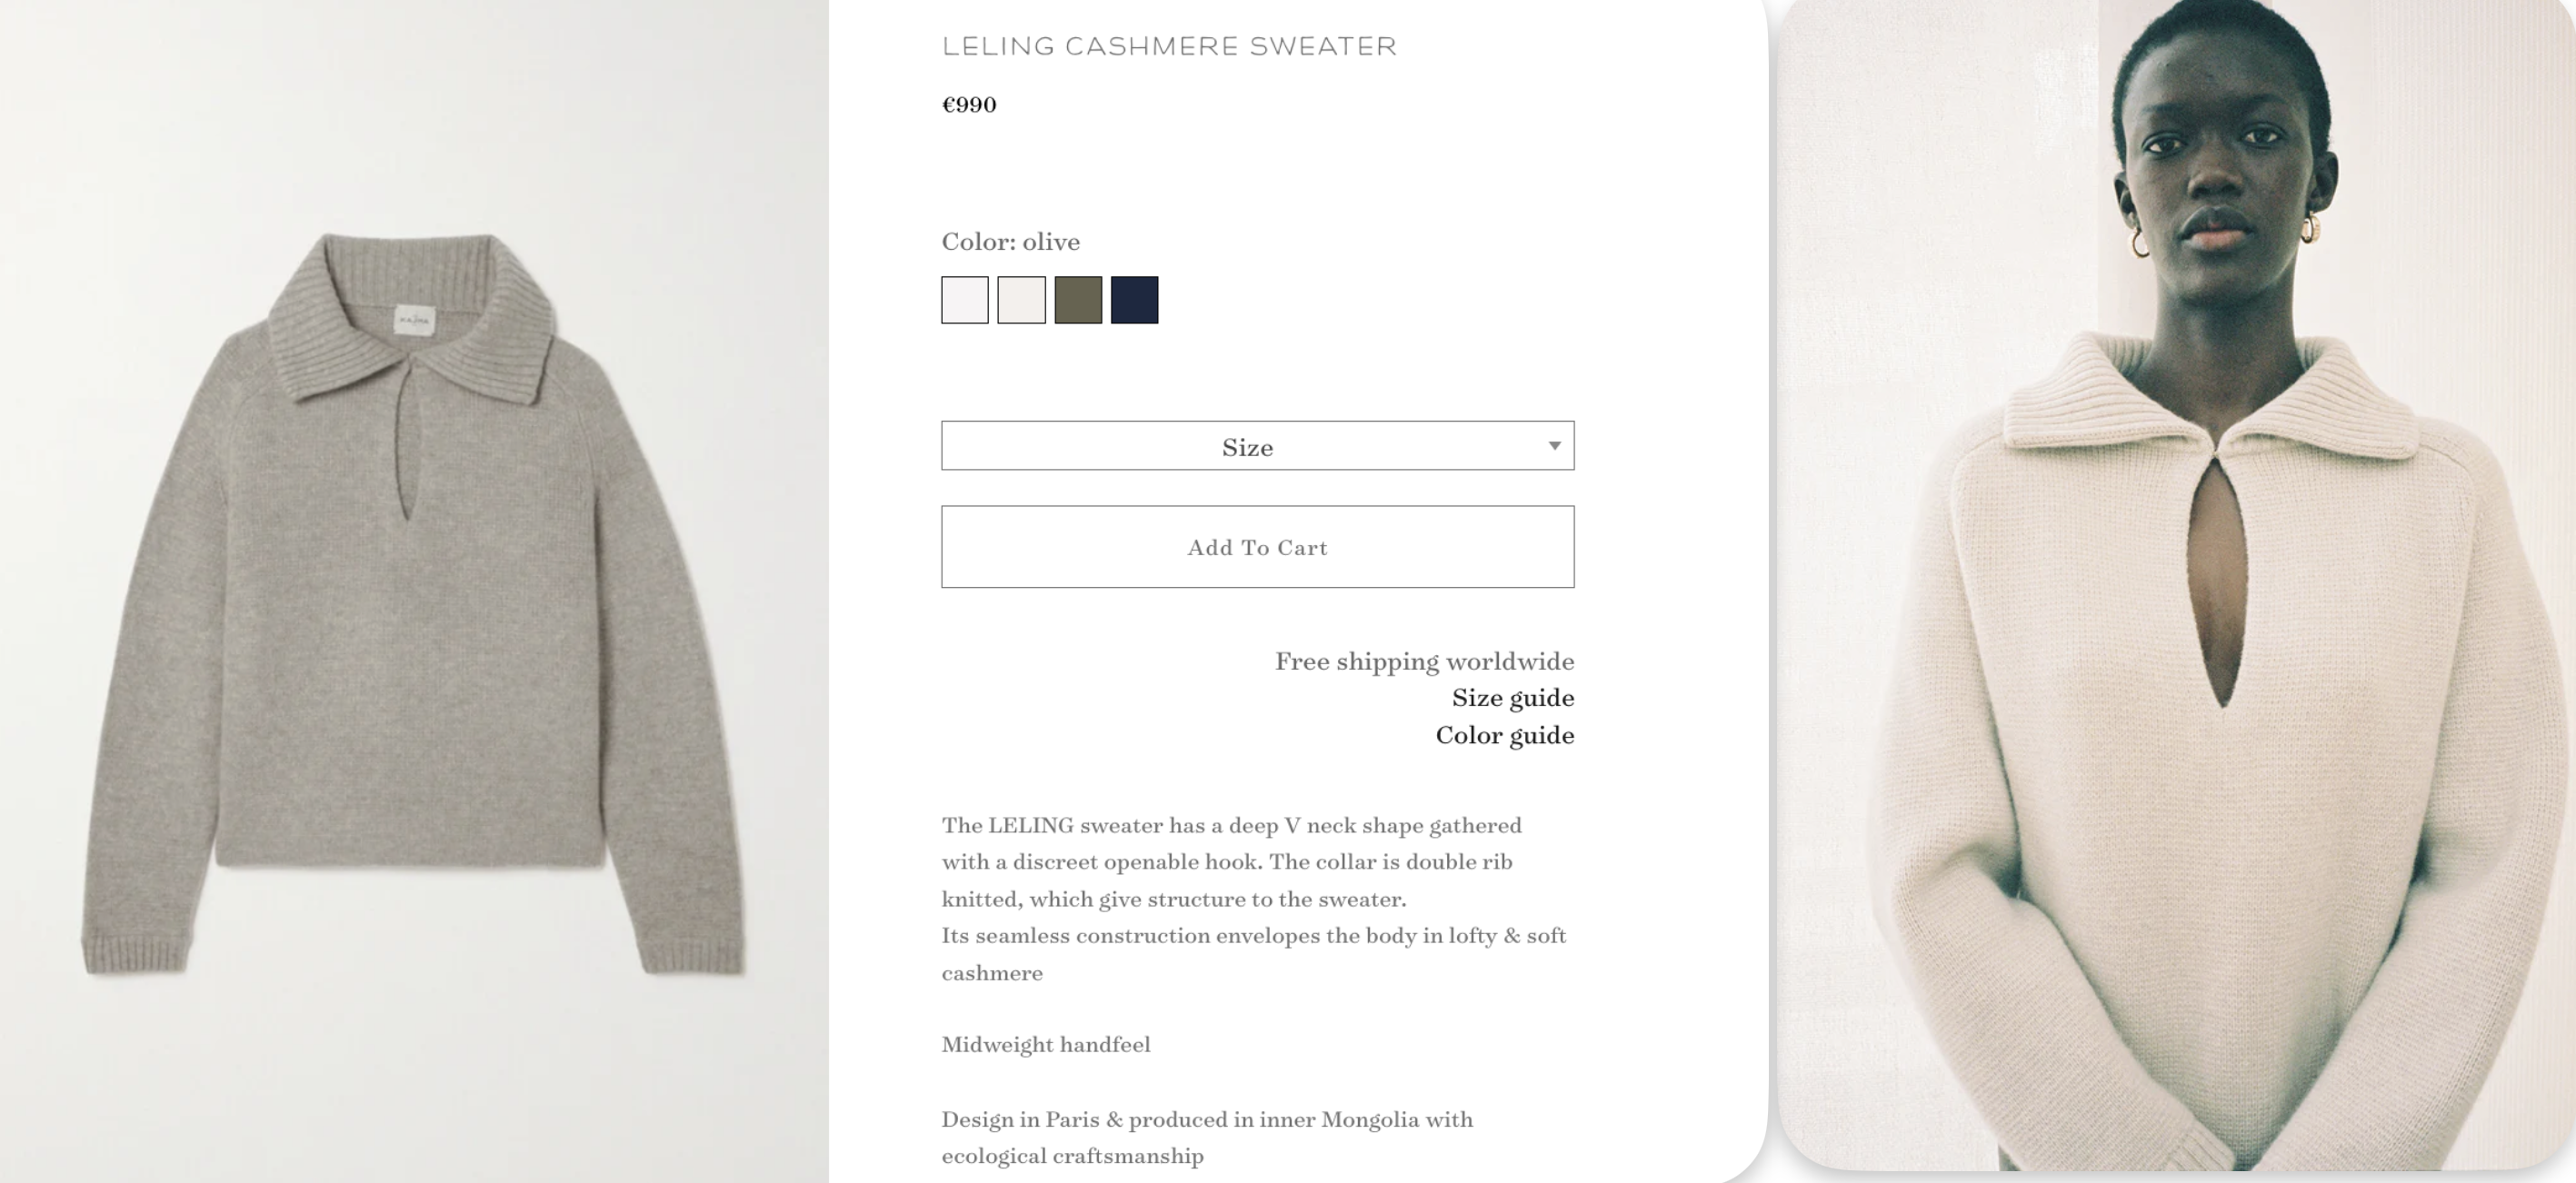 LELING CASHMERE SWEATER
€990
Color: olive
Size
Add To Cart
Free shipping worldwide
Size guide
Color guide
The LELING sweater has a deep V neck shape gathered
with a discreet openable hook. The collar is double rib
knitted, which give structure to the sweater.
Its seamless construction envelopes the body in lofty & soft
cashmere
Midweight handfeel
Design in Paris & produced in inner Mongolia with
ecological craftsmanship